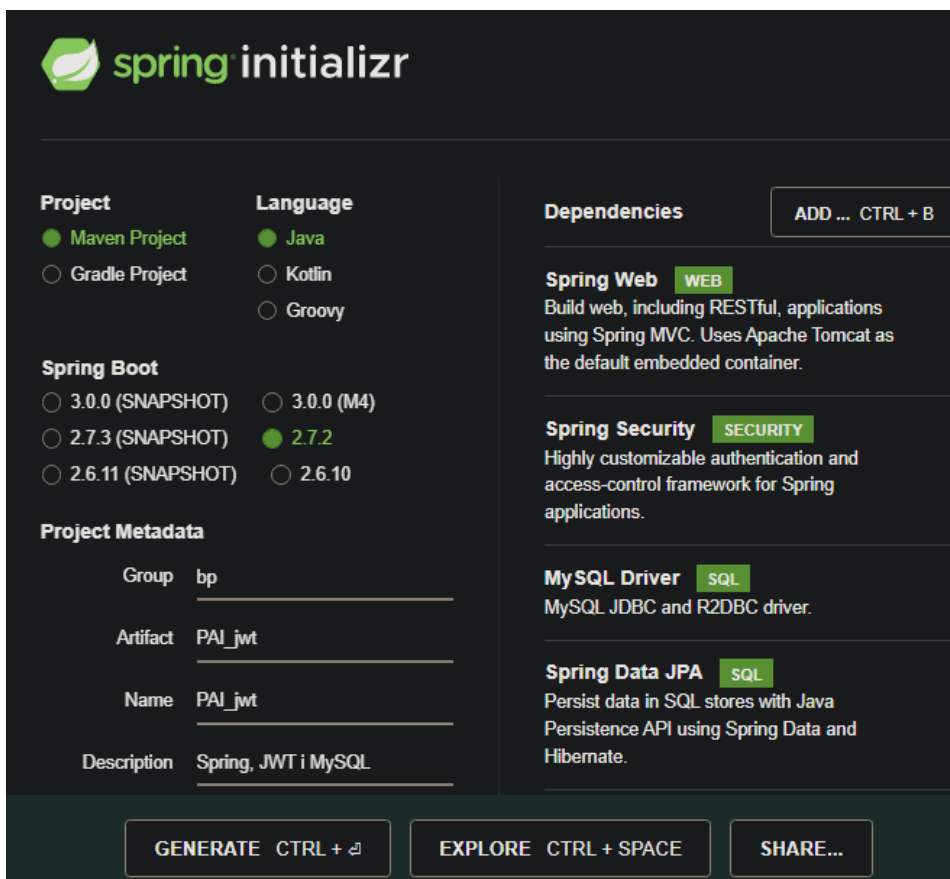 spring initializr
Project
Maven Project
Gradle Project
Language
Java
Kotlin
Groovy
Spring Boot
3.0.0 (SNAPSHOT) 3.0.0 (M4)
2.7.3 (SNAPSHOT) 2.7.2
2.6.11 (SNAPSHOT) 2.6.10
Project Metadata
Group bp
Artifact PAI_jwt
Name PAI_jwt
Description Spring, JWT i MySQL
Dependencies
ADD ... CTRL + B
Spring Web WEB
Build web, including RESTful, applications
using Spring MVC. Uses Apache Tomcat as
the default embedded container.
Spring Security SECURITY
Highly customizable authentication and
access-control framework for Spring
applications.
MySQL Driver SQL
MySQL JDBC and R2DBC driver.
Spring Data JPA SQL
Persist data in SQL stores with Java
Persistence API using Spring Data and
Hibernate.
GENERATE CTRL + ⏎
EXPLORE CTRL + SPACE
SHARE...